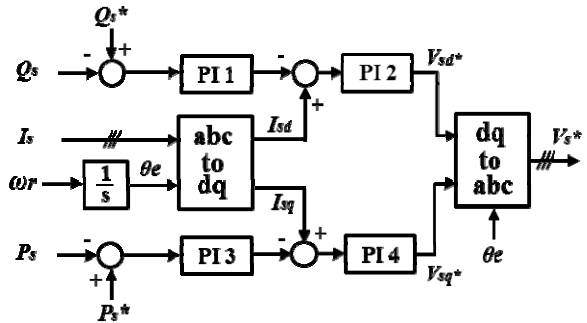 Qs*
- +
Qs PI 1 - PI 2 Vsd*
+
Is abc to dq Isd dq to abc Vs*
ωr 1/s θe
Isq
θe
Ps - PI 3 - + PI 4 Vsq*
+
Ps*